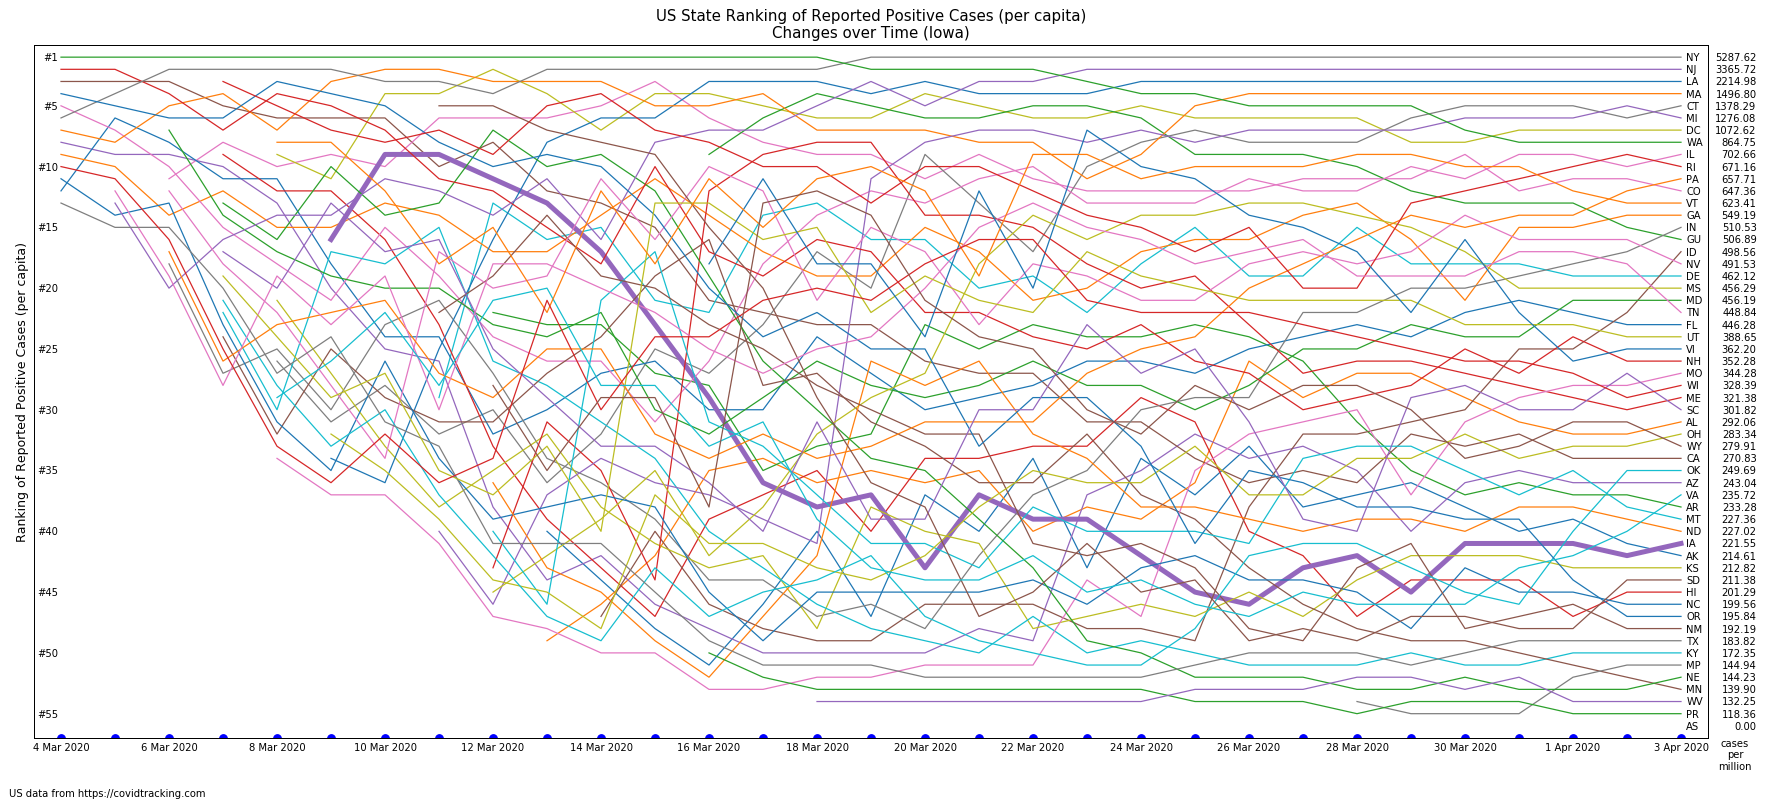 US State Ranking of Reported Positive Cases (per capita)
Changes over Time (Iowa)
Ranking of Reported Positive Cases (per capita)
#1
#5
#10
#15
#20
#25
#30
#35
#40
#45
#50
#55
NY 5287.62
NJ 3365.72
LA 2214.98
MA 1496.80
CT 1378.29
MI 1276.08
DC 1072.62
WA 864.75
IL 702.66
RI 671.16
PA 657.71
CO 647.36
VT 623.41
GA 549.19
IN 510.53
GU 506.89
ID 498.56
NV 491.53
DE 462.12
MS 456.29
MD 456.19
TN 448.84
FL 446.28
UT 388.65
VI 362.20
NH 352.28
MO 344.28
WI 328.39
ME 321.38
SC 301.82
AL 292.06
OH 283.34
WY 279.91
CA 270.83
OK 249.69
AZ 243.04
VA 235.72
AR 233.28
MT 227.36
ND 227.02
IA 221.55
AK 214.61
KS 212.82
SD 211.38
HI 201.29
NC 199.56
OR 195.84
NM 192.19
TX 183.82
KY 172.35
MP 144.94
NE 144.23
MN 139.90
WV 132.25
PR 118.36
AS 0.00
4 Mar 2020 6 Mar 2020 8 Mar 2020 10 Mar 2020 12 Mar 2020 14 Mar 2020 16 Mar 2020 18 Mar 2020 20 Mar 2020 22 Mar 2020 24 Mar 2020 26 Mar 2020 28 Mar 2020 30 Mar 2020 1 Apr 2020 3 Apr 2020
cases
per
million
US data from https://covidtracking.com